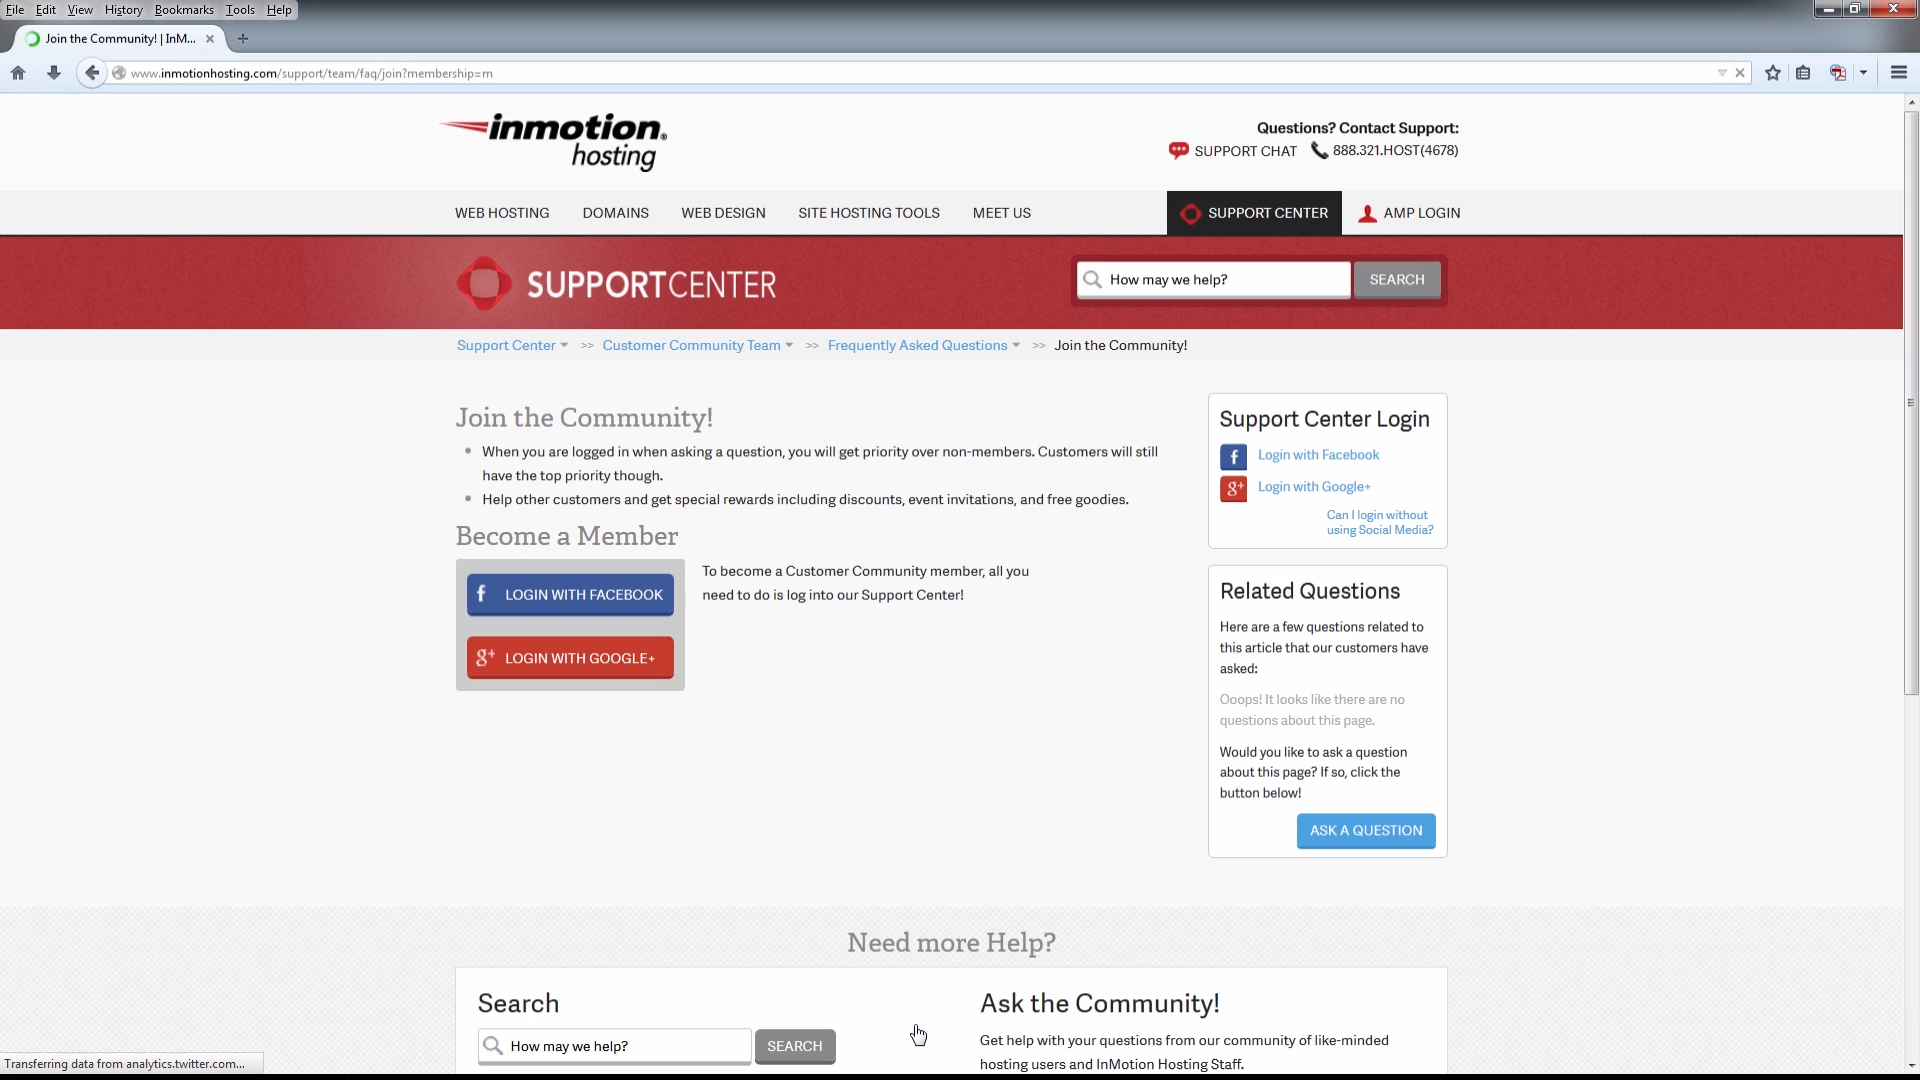 File Edit View History Bookmarks Tools Help
Join the Community! | InM...
www.inmotionhosting.com/support/team/faq/join?membership=m
inmotion®
hosting
Questions? Contact Support:
SUPPORT CHAT 888.321.HOST(4678)
WEB HOSTING DOMAINS WEB DESIGN SITE HOSTING TOOLS MEET US SUPPORT CENTER AMP LOGIN
SUPPORTCENTER
How may we help? SEARCH
Support Center >> Customer Community Team >> Frequently Asked Questions >> Join the Community!
Join the Community!
When you are logged in when asking a question, you will get priority over non-members. Customers will still
have the top priority though.
Help other customers and get special rewards including discounts, event invitations, and free goodies.
Become a Member
f LOGIN WITH FACEBOOK
g+ LOGIN WITH GOOGLE+
To become a Customer Community member, all you
need to do is log into our Support Center!
Support Center Login
f Login with Facebook
g+ Login with Google+
Can I login without
using Social Media?
Related Questions
Here are a few questions related to
this article that our customers have
asked:
Ooops! It looks like there are no
questions about this page.
Would you like to ask a question
about this page? If so, click the
button below!
ASK A QUESTION
Need more Help?
Search
How may we help? SEARCH
Ask the Community!
Get help with your questions from our community of like-minded
hosting users and InMotion Hosting Staff.
Transferring data from analytics.twitter.com...